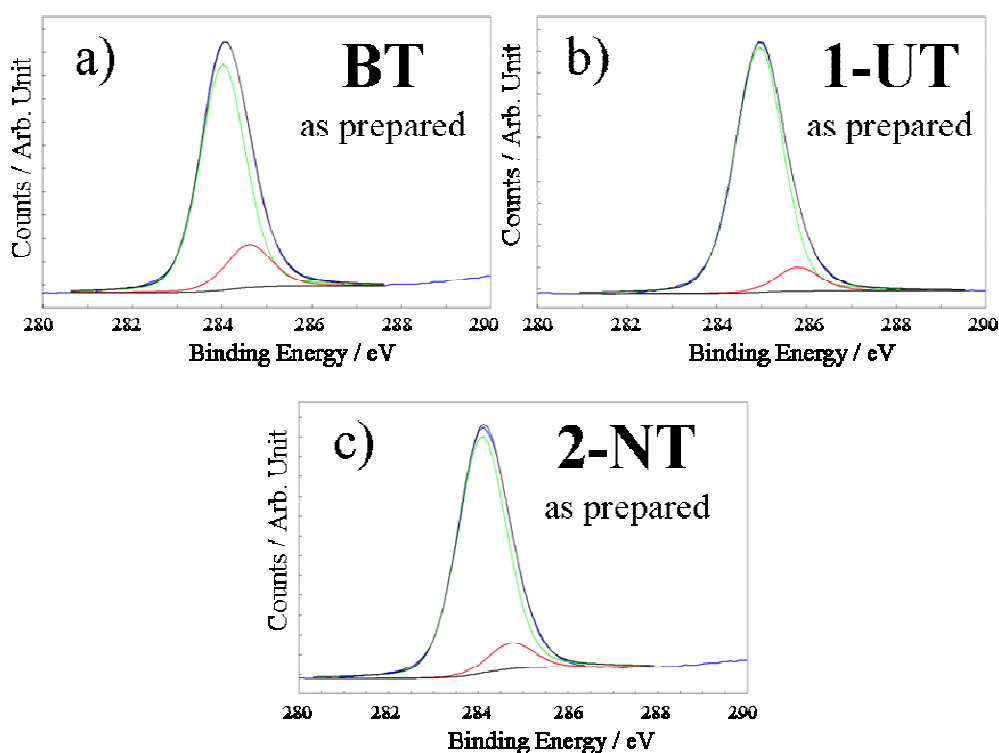 a)
BT
as prepared
Counts / Arb. Unit
280
282
284
286
288
290
Binding Energy / eV
b)
1-UT
as prepared
Counts / Arb. Unit
280
282
284
286
288
290
Binding Energy / eV
c)
2-NT
as prepared
Counts / Arb. Unit
280
282
284
286
288
290
Binding Energy / eV